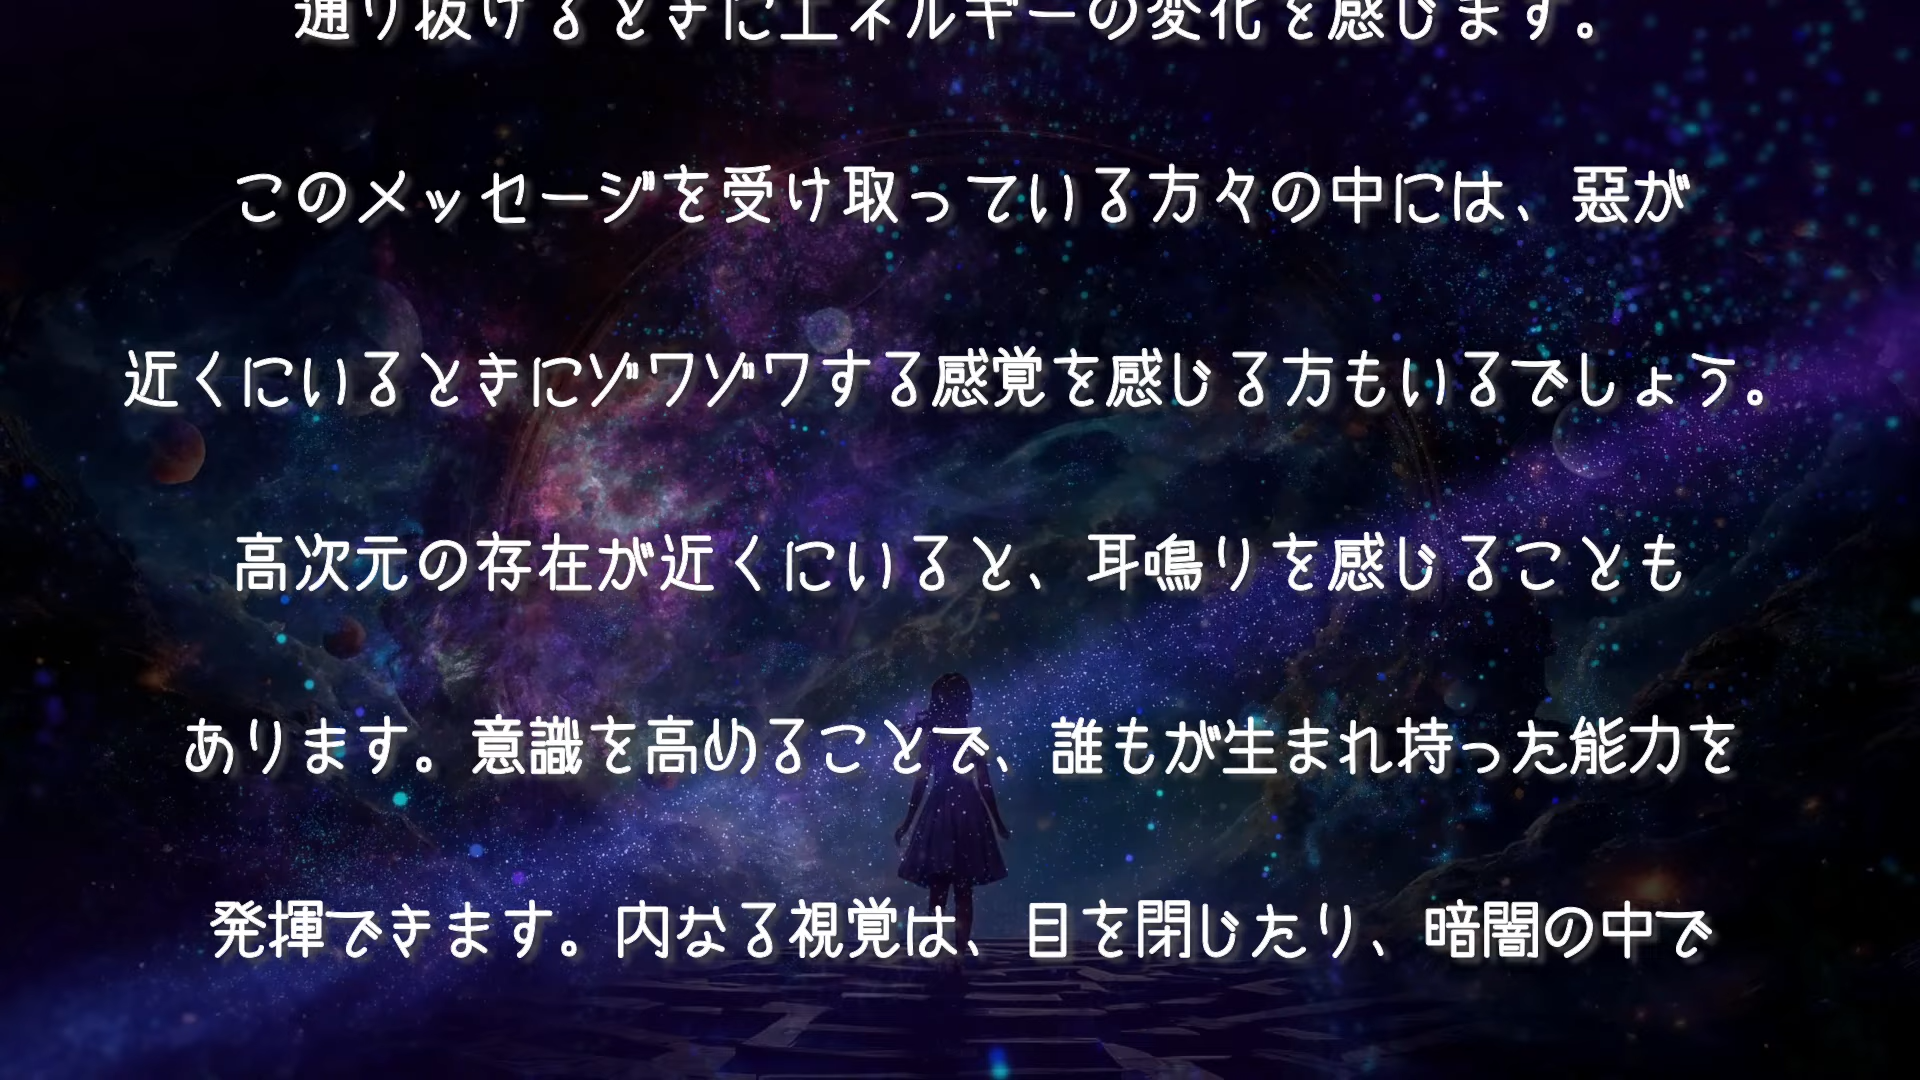 通り抜けるときにエネルギーの変化を感じます。
このメッセージを受け取っている方々の中には、惡が
近くにいるときにゾワゾワする感覚を感じる方もいるでしょう。
高次元の存在が近くにいると、耳鳴りを感じることも
あります。意識を高めることで、誰もが生まれ持った能力を
発揮できます。内なる視覚は、目を閉じたり、暗闇の中で